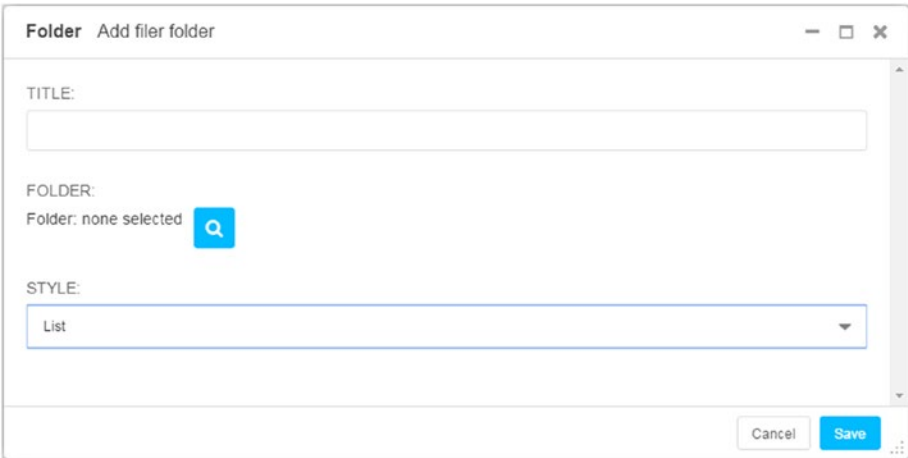 Folder Add filer folder
TITLE:
FOLDER:
Folder: none selected
STYLE:
List
Cancel Save